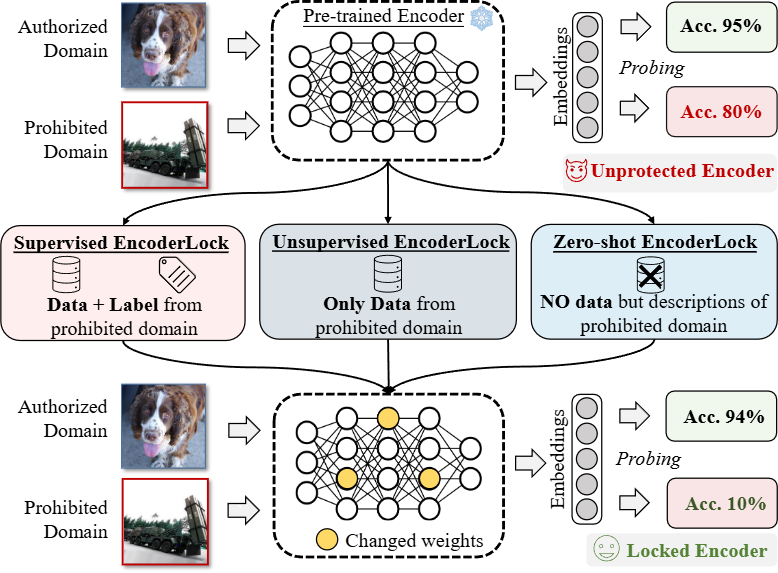 Authorized
Domain
Pre-trained Encoder
Embeddings
Acc. 95%
Probing
Prohibited
Domain
Acc. 80%
Unprotected Encoder
Supervised EncoderLock
Data + Label from
prohibited domain
Unsupervised EncoderLock
Only Data from
prohibited domain
Zero-shot EncoderLock
NO data but descriptions of
prohibited domain
Authorized
Domain
Embeddings
Acc. 94%
Probing
Prohibited
Domain
Acc. 10%
Changed weights
Locked Encoder